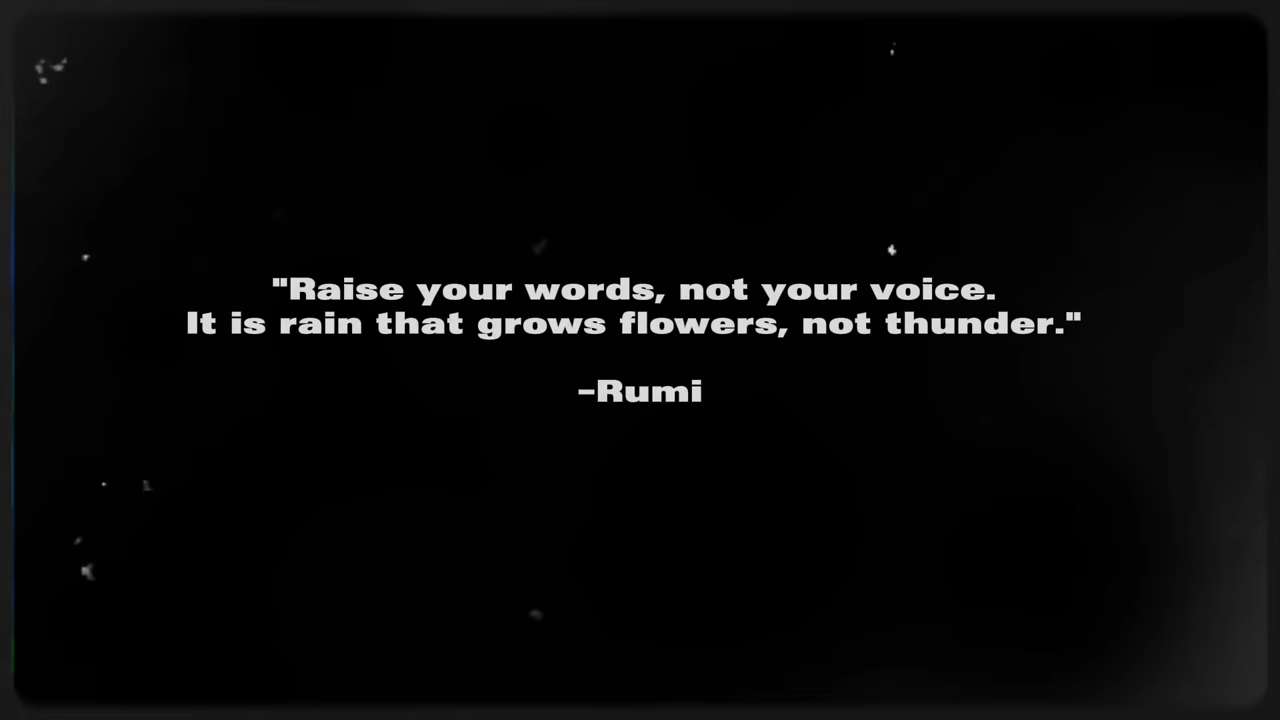 "Raise your words, not your voice.
It is rain that grows flowers, not thunder."
-Rumi